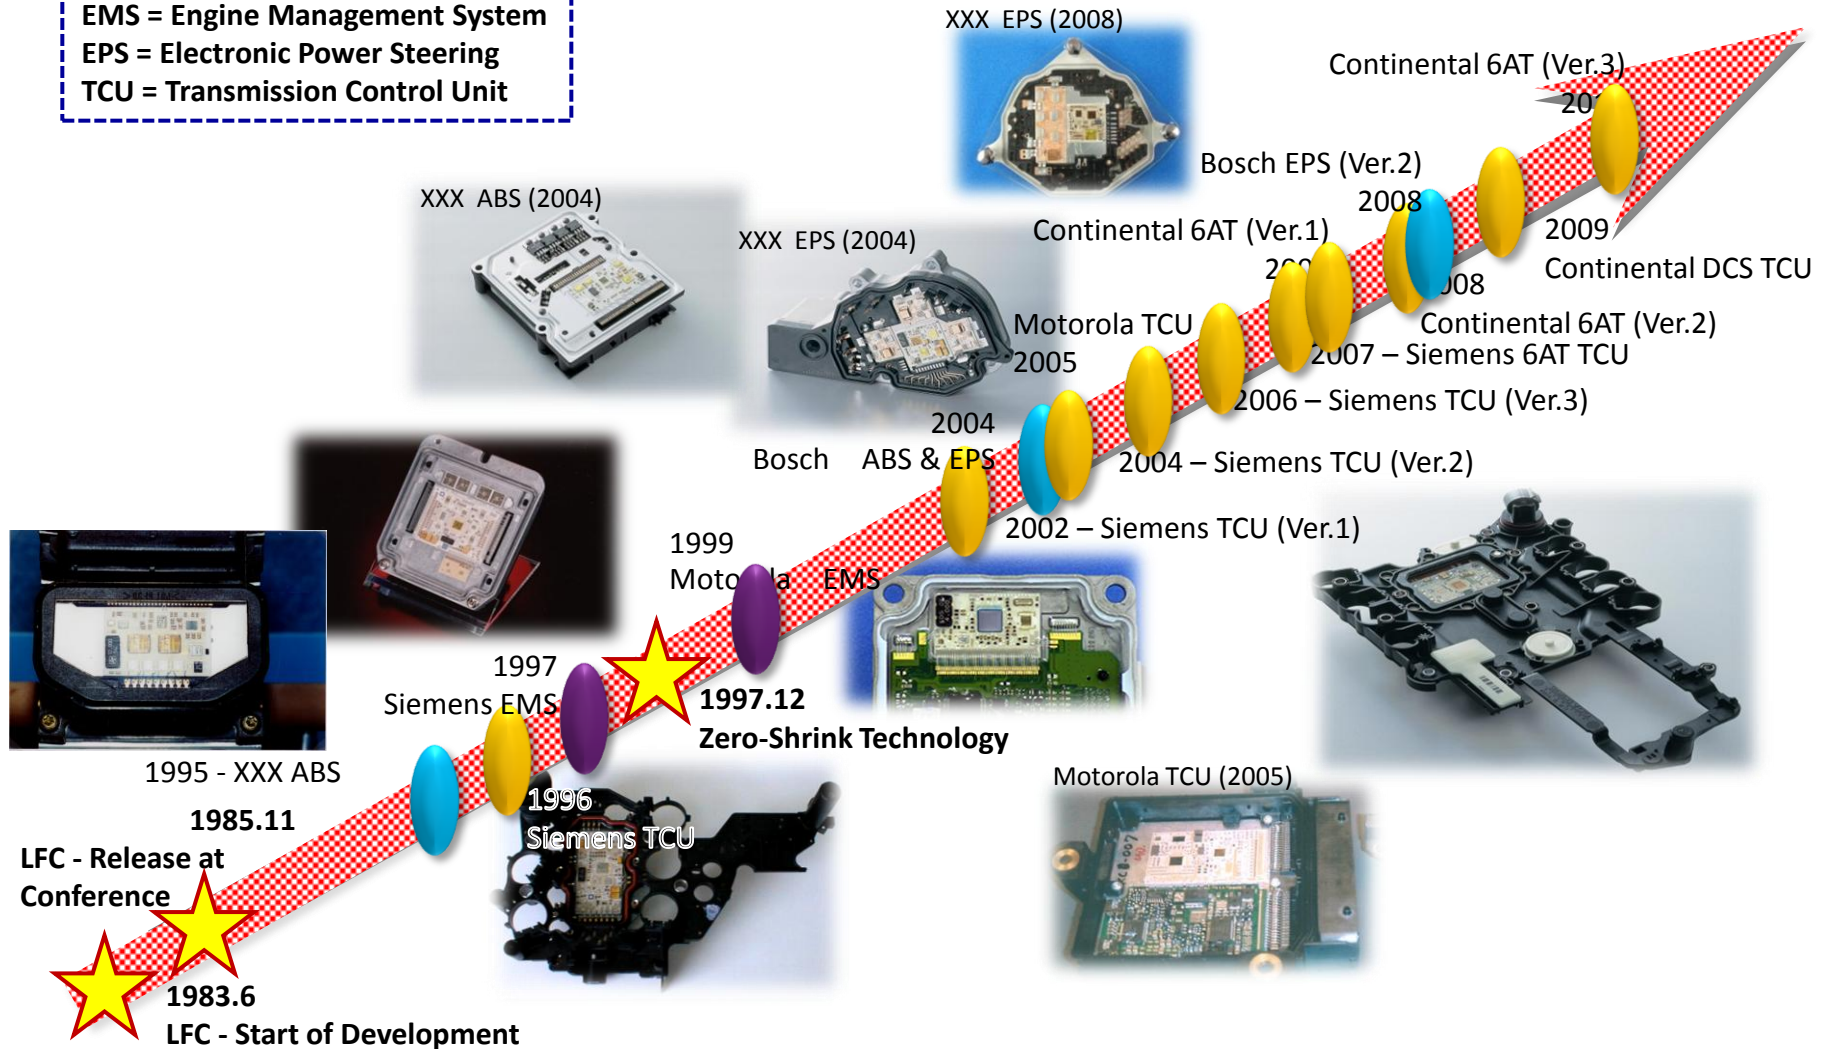 EMS = Engine Management System
EPS = Electronic Power Steering
TCU = Transmission Control Unit
XXX EPS (2008)
Continental 6AT (Ver.3)
Bosch EPS (Ver.2)
2008
XXX ABS (2004)
XXX EPS (2004)
Continental 6AT (Ver.1)
2009
Continental DCS TCU
Motorola TCU
2005
Continental 6AT (Ver.2)
2007 – Siemens 6AT TCU
2006 – Siemens TCU (Ver.3)
2004
Bosch ABS & EPS
2004 – Siemens TCU (Ver.2)
2002 – Siemens TCU (Ver.1)
1999
Motorola EMS
1997
Siemens EMS
1997.12
Zero-Shrink Technology
1995 - XXX ABS
1996
Siemens TCU
Motorola TCU (2005)
1985.11
LFC - Release at
Conference
1983.6
LFC - Start of Development